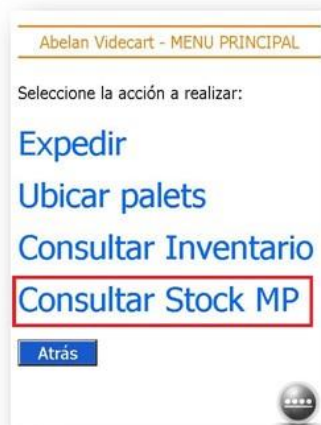 Abelan Videcart - MENU PRINCIPAL
Seleccione la acción a realizar:
Expedir
Ubicar palets
Consultar Inventario
Consultar Stock MP
Atrás